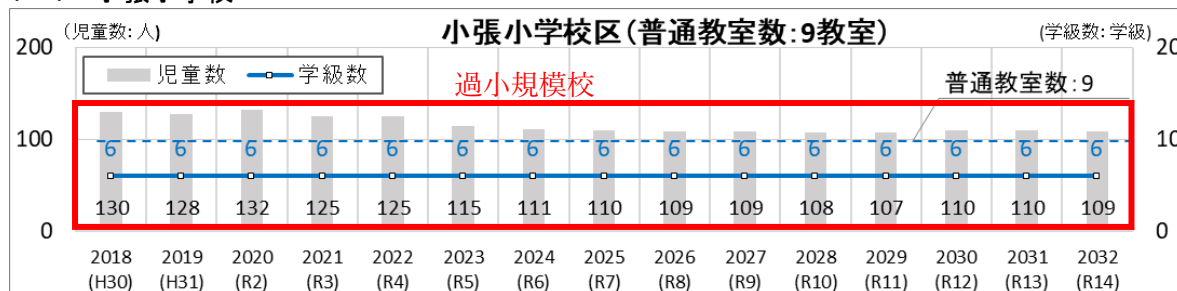 (児童数:人)
小張小学校区(普通教室数:9教室)
(学級数:学級)
200
20
児童数
学級数
過小規模校
普通教室数:9
100
10
6 6 6 6 6 6 6 6 6 6 6 6 6 6 6
130 128 132 125 125 115 111 110 109 109 108 107 110 110 109
0
0
2018 2019 2020 2021 2022 2023 2024 2025 2026 2027 2028 2029 2030 2031 2032
(H30) (H31) (R2) (R3) (R4) (R5) (R6) (R7) (R8) (R9) (R10) (R11) (R12) (R13) (R14)